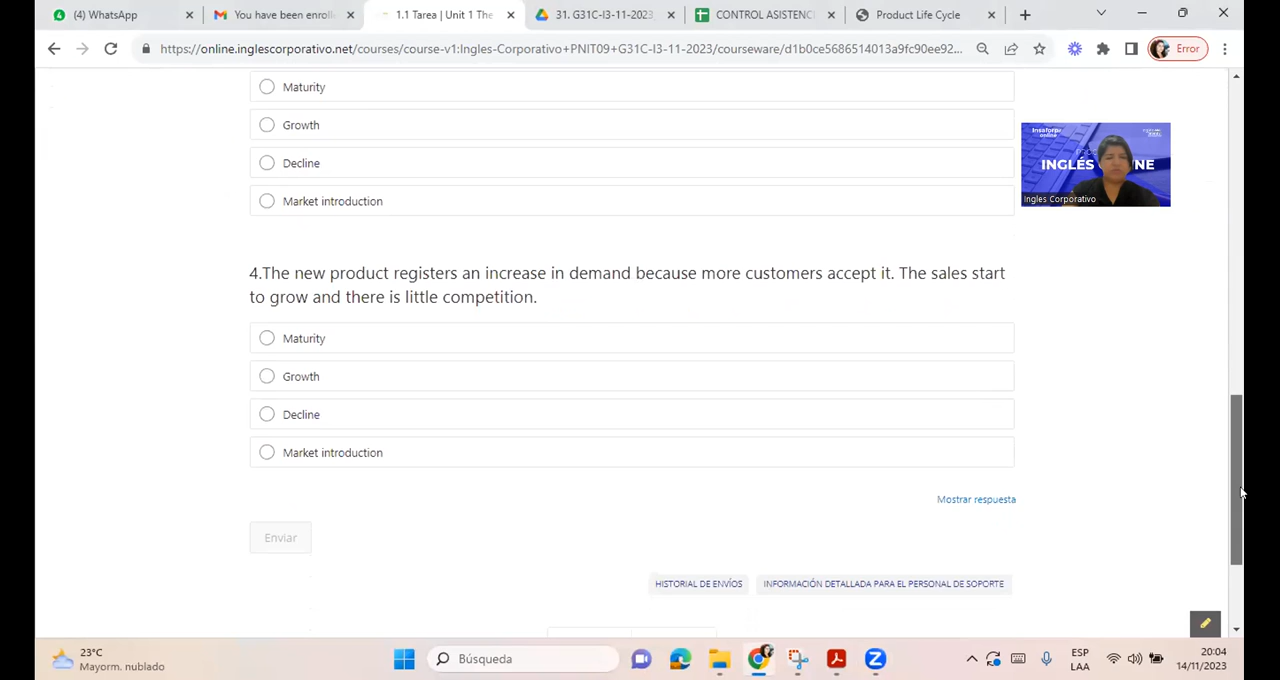 (4) WhatsApp
You have been enroll
1.1 Tarea | Unit 1 The
31. G31C-I3-11-2023
CONTROL ASISTENC
Product Life Cycle
https://online.inglescorporativo.net/courses/course-v1:Ingles-Corporativo+PNIT09+G31C-I3-11-2023/courseware/d1b0ce5686514013a9fc90ee92...
Error
Maturity
Growth
Decline
Market introduction
Insaforp
online
INGLÉS NE
Ingles Corporativo
4.The new product registers an increase in demand because more customers accept it. The sales start
to grow and there is little competition.
Maturity
Growth
Decline
Market introduction
Mostrar respuesta
Enviar
HISTORIAL DE ENVÍOS
INFORMACIÓN DETALLADA PARA EL PERSONAL DE SOPORTE
23°C
Mayorm. nublado
Búsqueda
ESP
LAA
20:04
14/11/2023